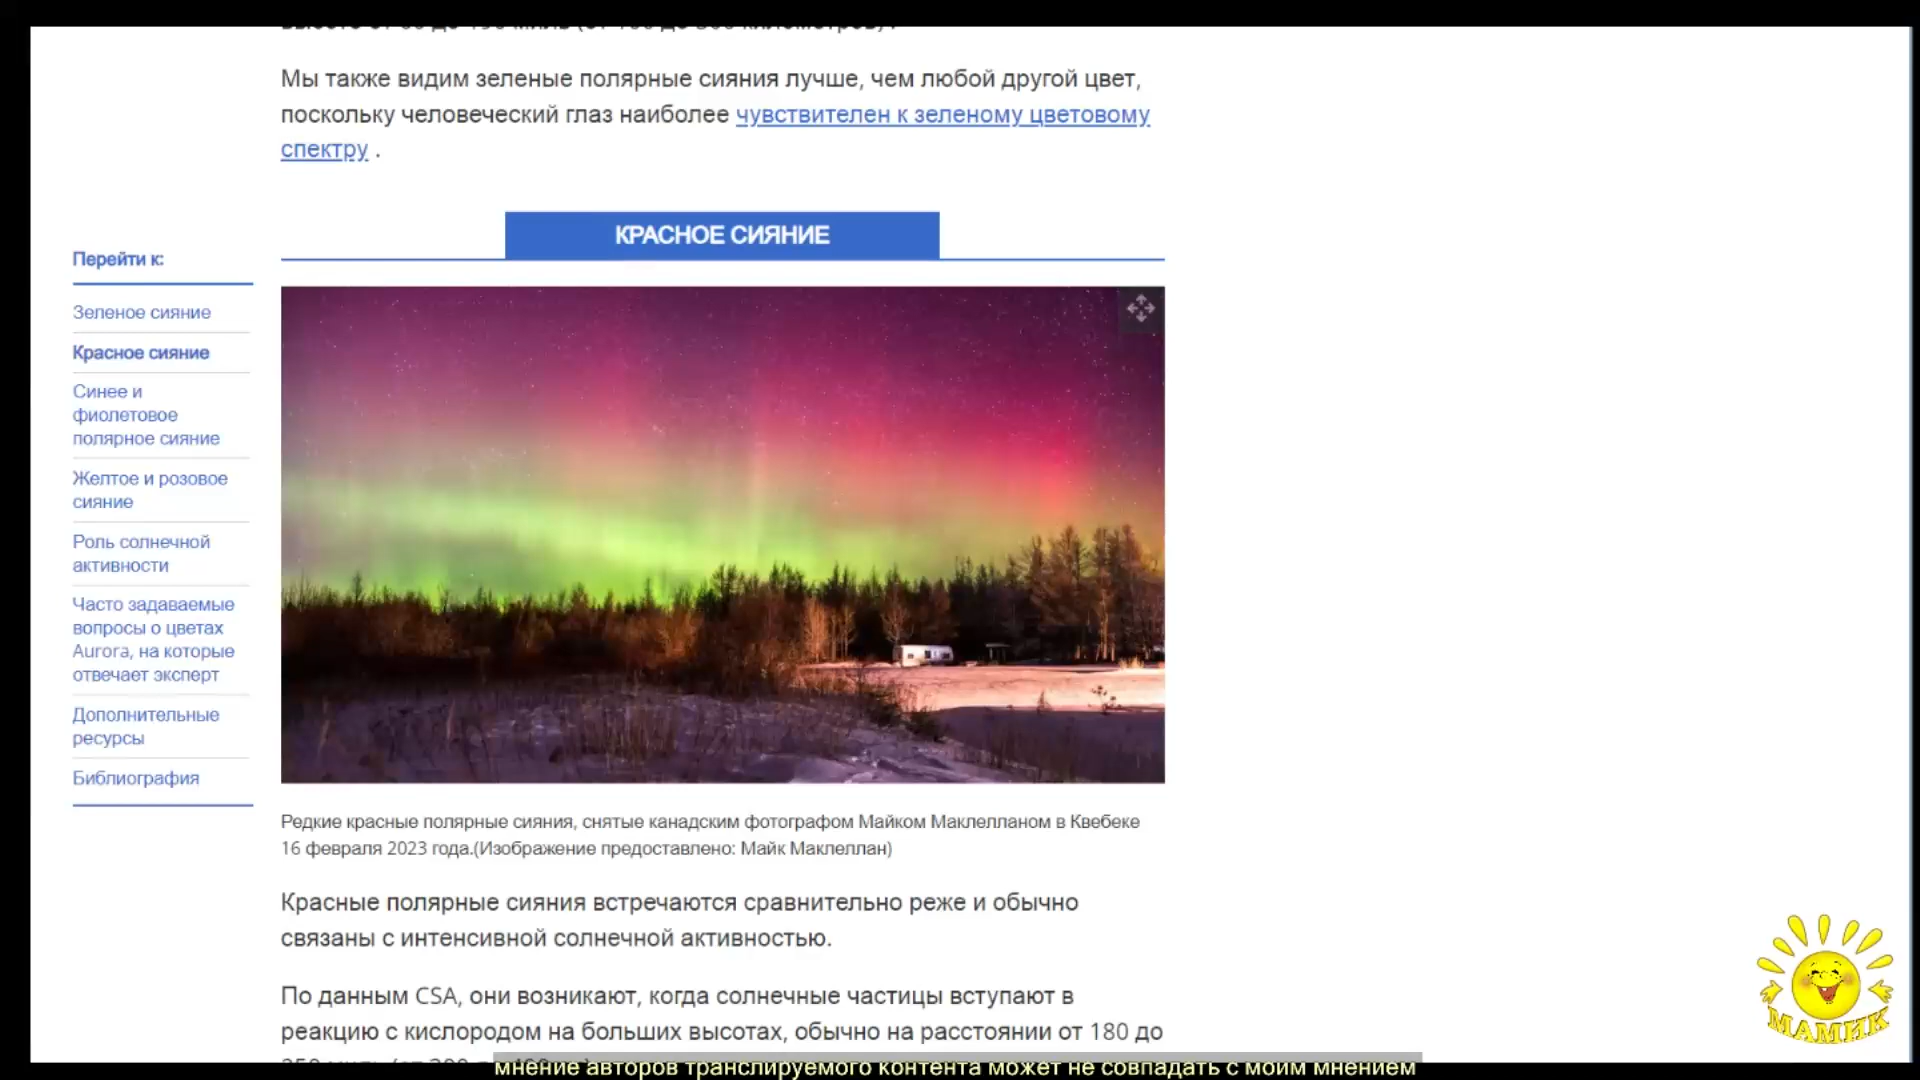 Мы также видим зеленые полярные сияния лучше, чем любой другой цвет,
поскольку человеческий глаз наиболее чувствителен к зеленому цветовому
спектру .
КРАСНОЕ СИЯНИЕ
Перейти к:
Зеленое сияние
Красное сияние
Синее и
фиолетовое
полярное сияние
Желтое и розовое
сияние
Роль солнечной
активности
Часто задаваемые
вопросы о цветах
Aurora, на которые
отвечает эксперт
Дополнительные
ресурсы
Библиография
Редкие красные полярные сияния, снятые канадским фотографом Майком Маклелланом в Квебеке
16 февраля 2023 года.(Изображение предоставлено: Майк Маклеллан)
Красные полярные сияния встречаются сравнительно реже и обычно
связаны с интенсивной солнечной активностью.
По данным CSA, они возникают, когда солнечные частицы вступают в
реакцию с кислородом на больших высотах, обычно на расстоянии от 180 до
МАМИК
мнение авторов транслируемого контента может не совпадать с моим мнением